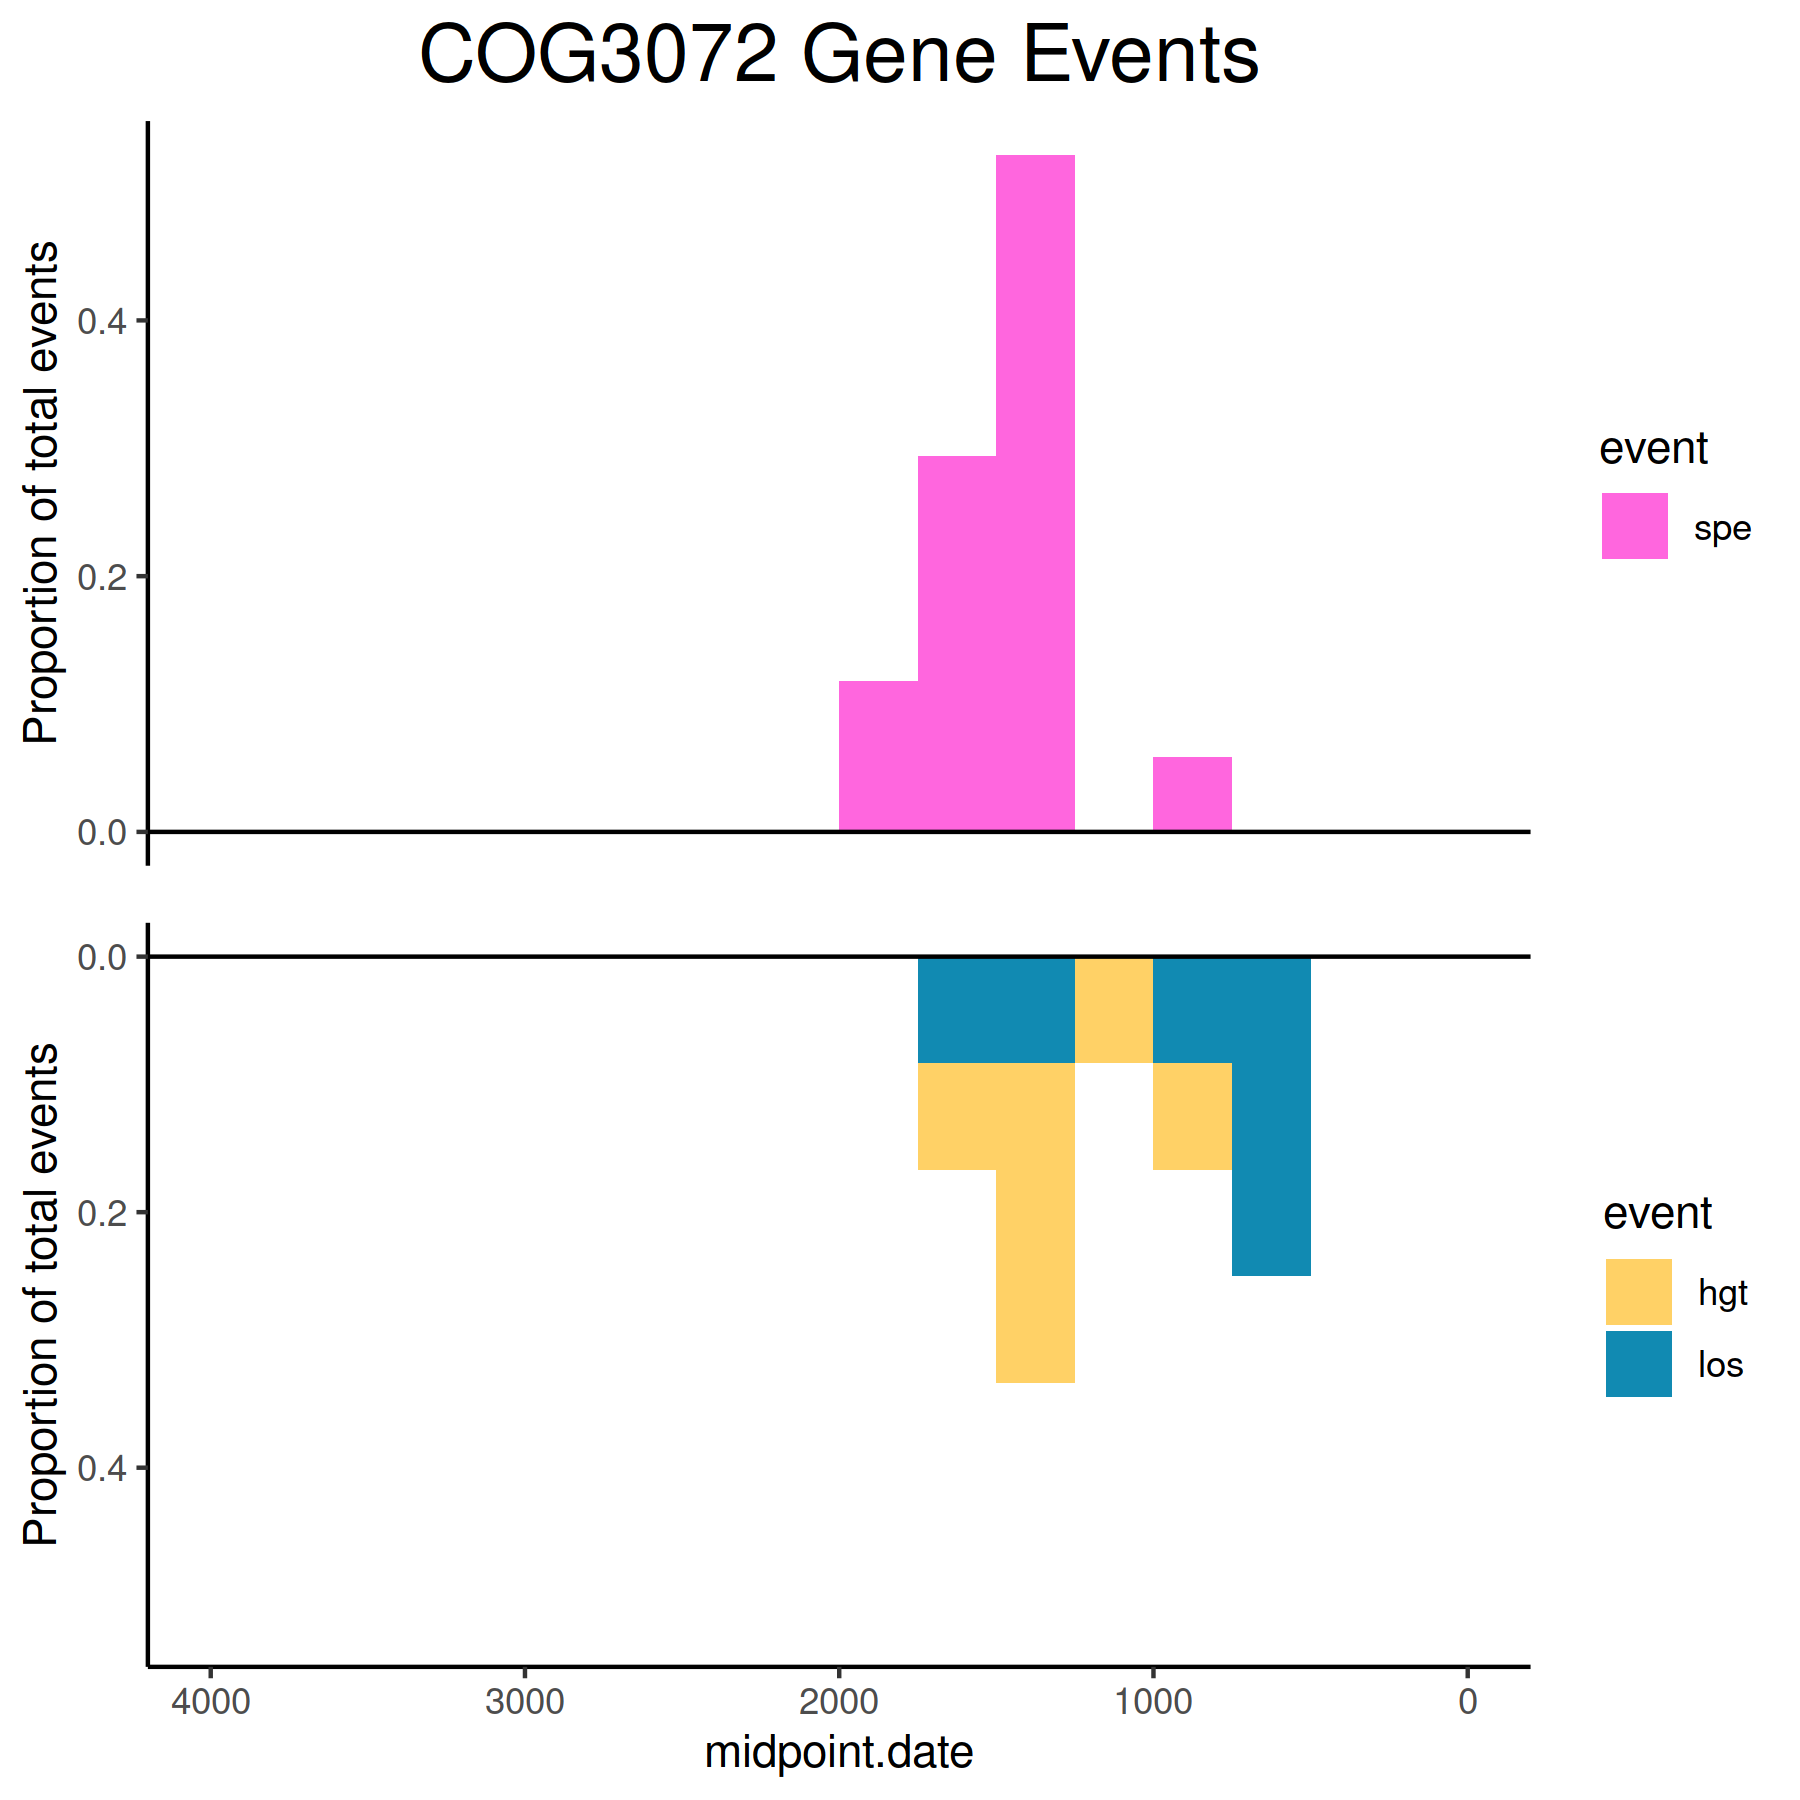 COG3072 Gene Events
Proportion of total events
0.4
0.2
0.0
event
spe
Proportion of total events
0.0
0.2
0.4
event
hgt
los
4000 3000 2000 1000 0
midpoint.date